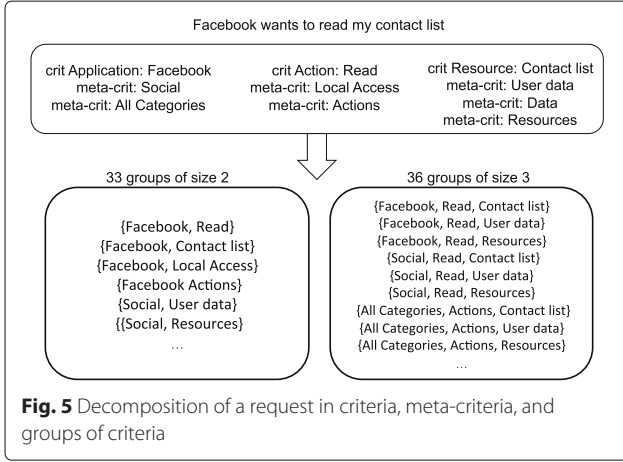 Facebook wants to read my contact list
crit Application: Facebook
meta-crit: Social
meta-crit: All Categories
crit Action: Read
meta-crit: Local Access
meta-crit: Actions
crit Resource: Contact list
meta-crit: User data
meta-crit: Data
meta-crit: Resources
33 groups of size 2
{Facebook, Read}
{Facebook, Contact list}
{Facebook, Local Access}
{Facebook Actions}
{Social, User data}
{{Social, Resources}
...
36 groups of size 3
{Facebook, Read, Contact list}
{Facebook, Read, User data}
{Facebook, Read, Resources}
{Social, Read, Contact list}
{Social, Read, User data}
{Social, Read, Resources}
{All Categories, Actions, Contact list}
{All Categories, Actions, User data}
{All Categories, Actions, Resources}
...
Fig. 5 Decomposition of a request in criteria, meta-criteria, and
groups of criteria